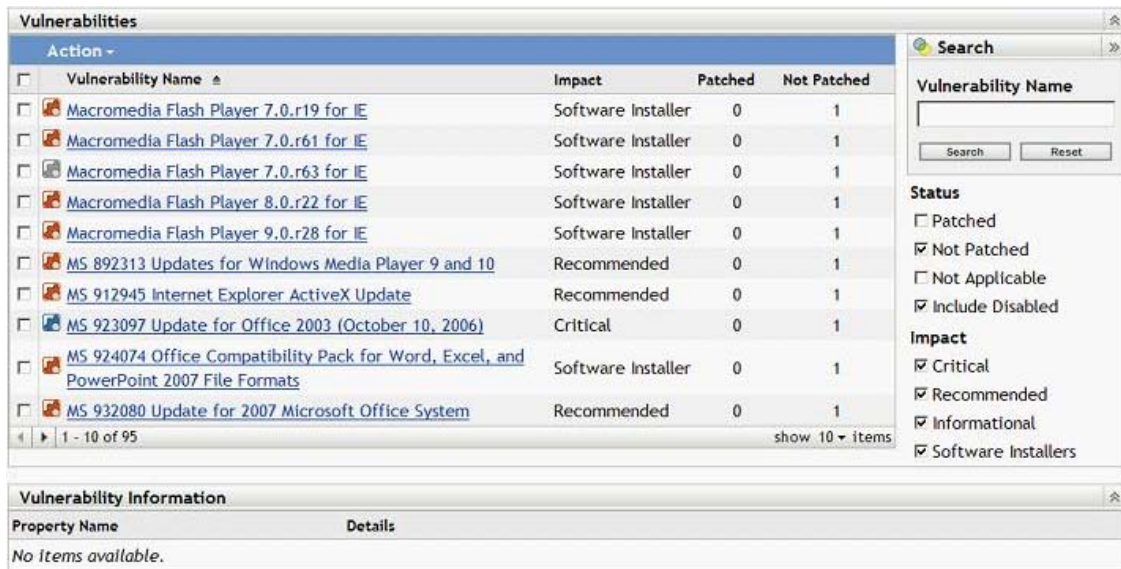 Vulnerabilities
Action
Vulnerability Name Impact Patched Not Patched
Macromedia Flash Player 7.0.r19 for IE Software Installer 0 1
Macromedia Flash Player 7.0.r61 for IE Software Installer 0 1
Macromedia Flash Player 7.0.r63 for IE Software Installer 0 1
Macromedia Flash Player 8.0.r22 for IE Software Installer 0 1
Macromedia Flash Player 9.0.r28 for IE Software Installer 0 1
MS 892313 Updates for Windows Media Player 9 and 10 Recommended 0 1
MS 912945 Internet Explorer ActiveX Update Recommended 0 1
MS 923097 Update for Office 2003 (October 10, 2006) Critical 0 1
MS 924074 Office Compatibility Pack for Word, Excel, and
PowerPoint 2007 File Formats Software Installer 0 1
MS 932080 Update for 2007 Microsoft Office System Recommended 0 1
1 - 10 of 95 show 10 items
Search
Vulnerability Name
Search Reset
Status
Patched
Not Patched
Not Applicable
Include Disabled
Impact
Critical
Recommended
Informational
Software Installers
Vulnerability Information
Property Name Details
No items available.